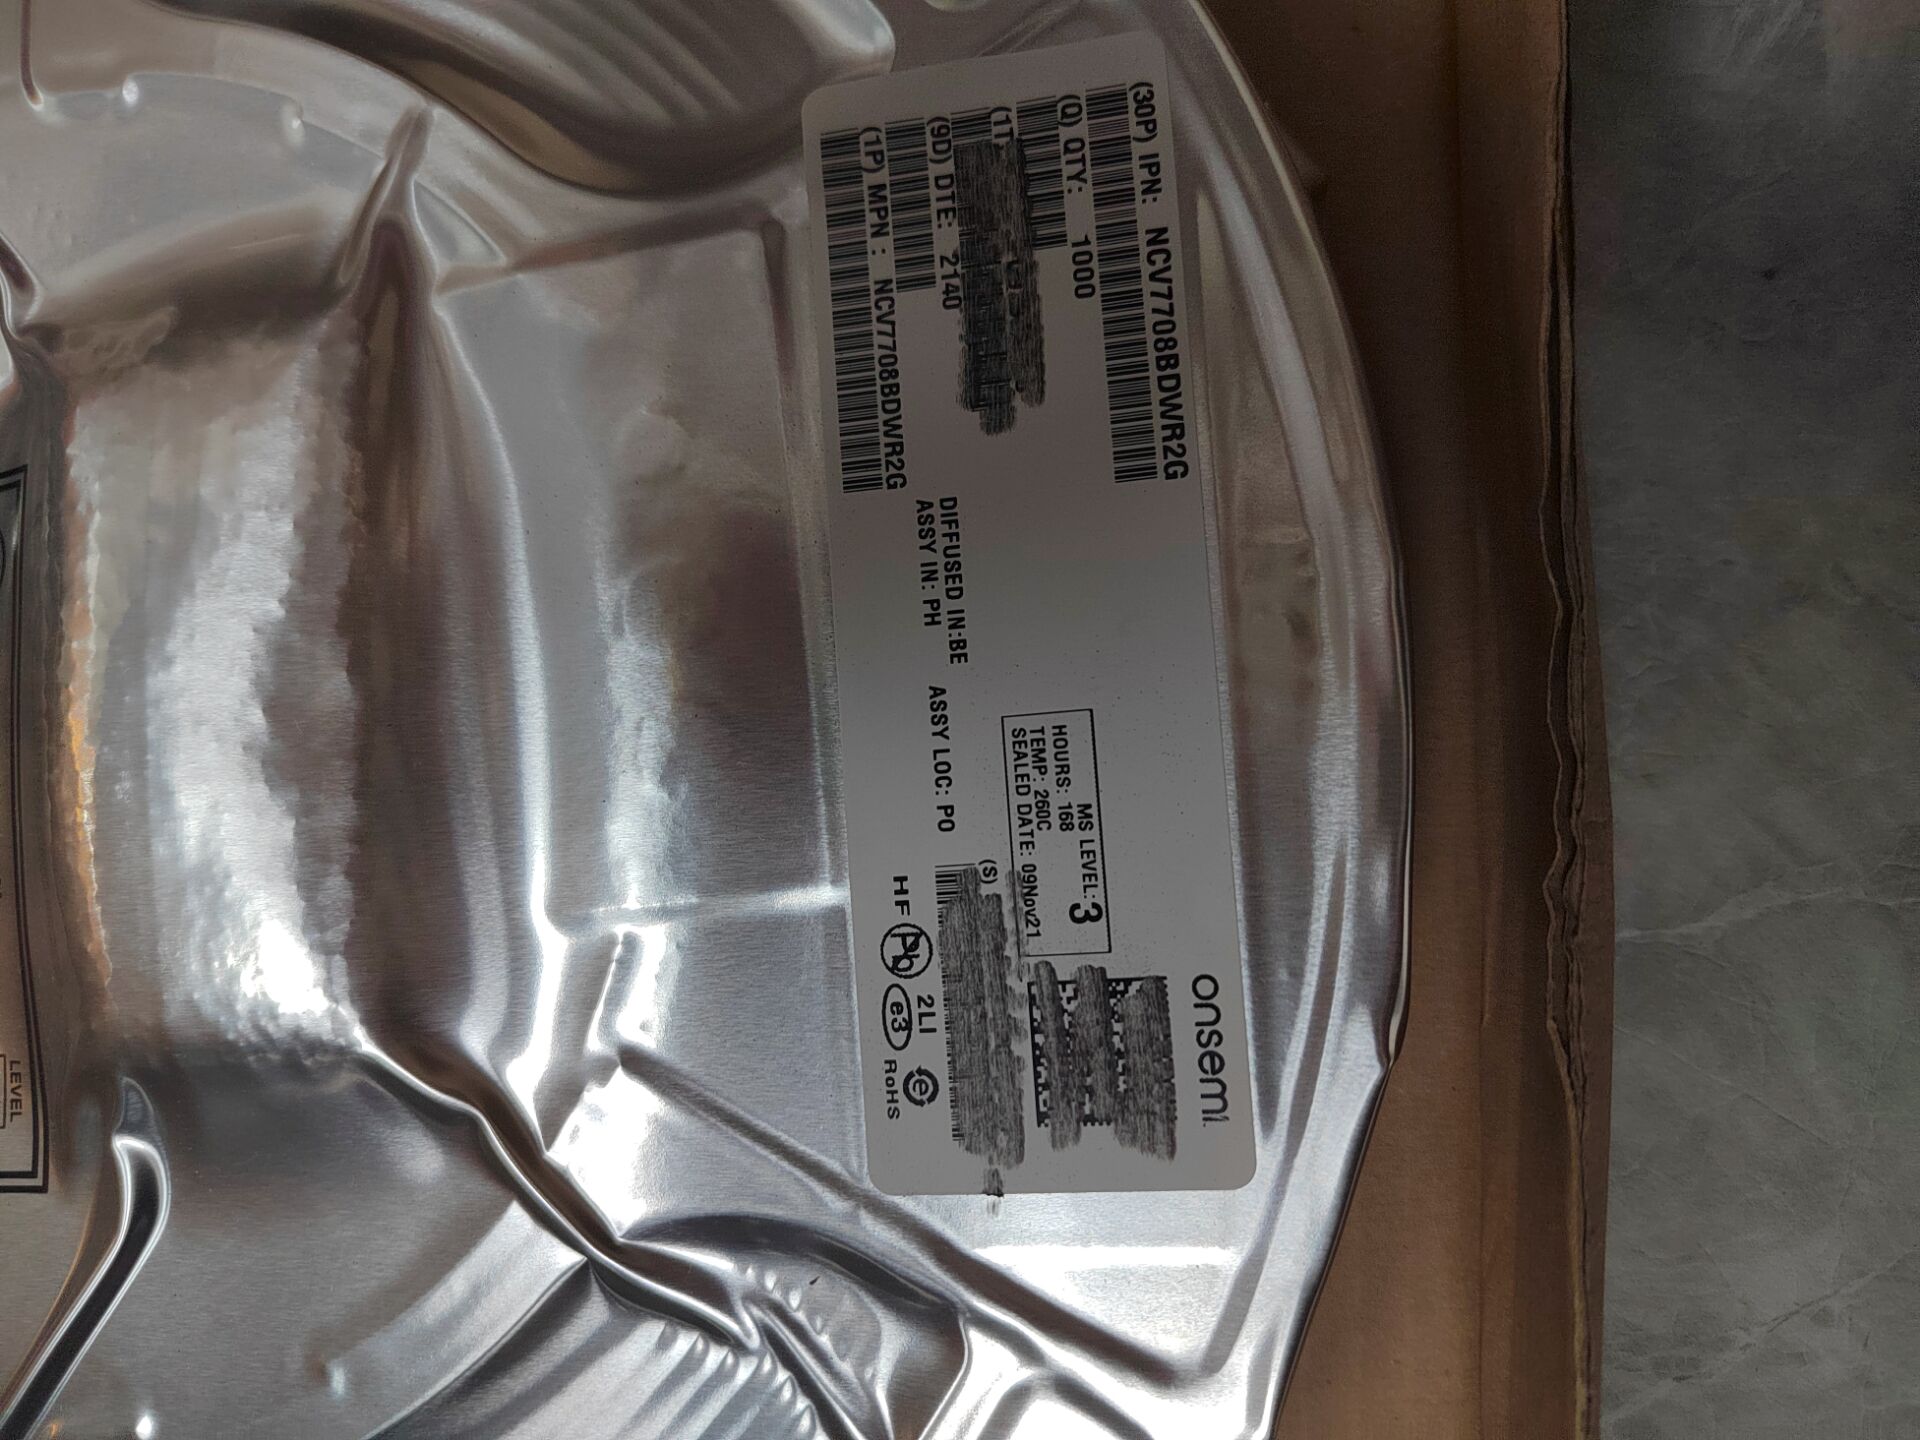 (30P) IPN: NCV7708BDWR2G
(Q) QTY: 1000
(1T
(9D) DTE: 2140
(1P) MPN: NCV7708BDWR2G
DIFFUSED IN:BE
ASSY IN: PH ASSY LOC: PO
MS LEVEL:3
HOURS: 168
TEMP: 260C
SEALED DATE: 09Nov21
onsemi
(S)
2LI
HF Pb e3 RoHS
e
LEVEL